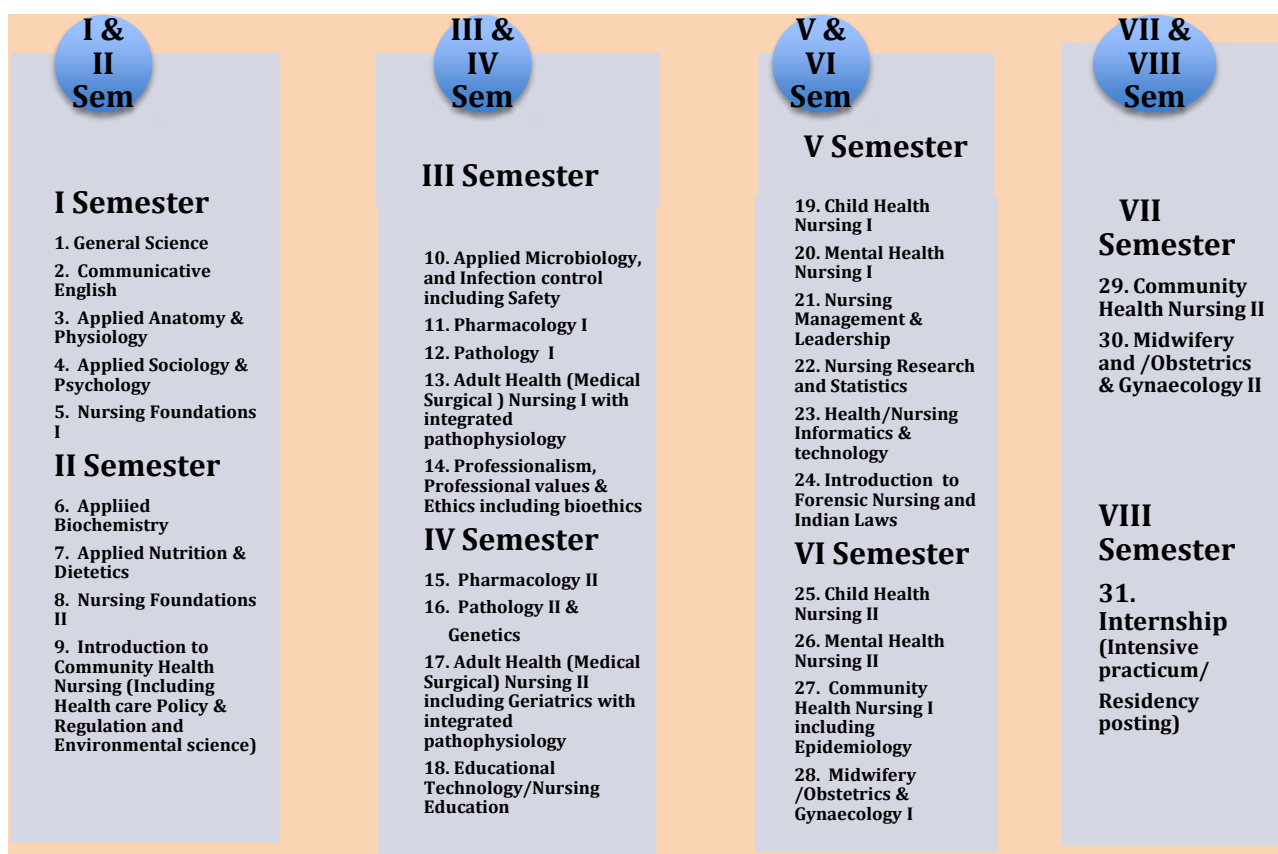 I &
II
Sem
I Semester
1. General Science
2.  Communicative
English
3.  Applied Anatomy &
Physiology
4.  Applied Sociology &
Psychology
5.  Nursing Foundations
I
II Semester
6.  Appliied
Biochemistry
7.  Applied Nutrition &
Dietetics
8.  Nursing Foundations
II
9.  Introduction to
Community Health
Nursing (Including
Health care Policy &
Regulation and
Environmental science)
III &
IV
Sem
III Semester
10. Applied Microbiology,
and Infection control
including Safety
11. Pharmacology I
12. Pathology  I
13. Adult Health (Medical
Surgical ) Nursing I with
integrated
pathophysiology
14. Professionalism,
Professional values &
Ethics including bioethics
IV Semester
15.  Pharmacology II
16.  Pathology II &
Genetics
17. Adult Health (Medical
Surgical) Nursing II
including Geriatrics with
integrated
pathophysiology
18. Educational
Technology/Nursing
Education
V &
VI
Sem
V Semester
19. Child Health
Nursing I
20. Mental Health
Nursing I
21. Nursing
Management &
Leadership
22. Nursing Research
and Statistics
23. Health/Nursing
Informatics &
technology
24. Introduction  to
Forensic Nursing and
Indian Laws
VI Semester
25. Child Health
Nursing II
26. Mental Health
Nursing II
27.  Community
Health Nursing I
including
Epidemiology
28.  Midwifery
/Obstetrics &
Gynaecology I
VII &
VIII
Sem
VII
Semester
29. Community
Health Nursing II
30. Midwifery
and /Obstetrics
& Gynaecology II
VIII
Semester
31.
Internship
(Intensive
practicum/
Residency
posting)